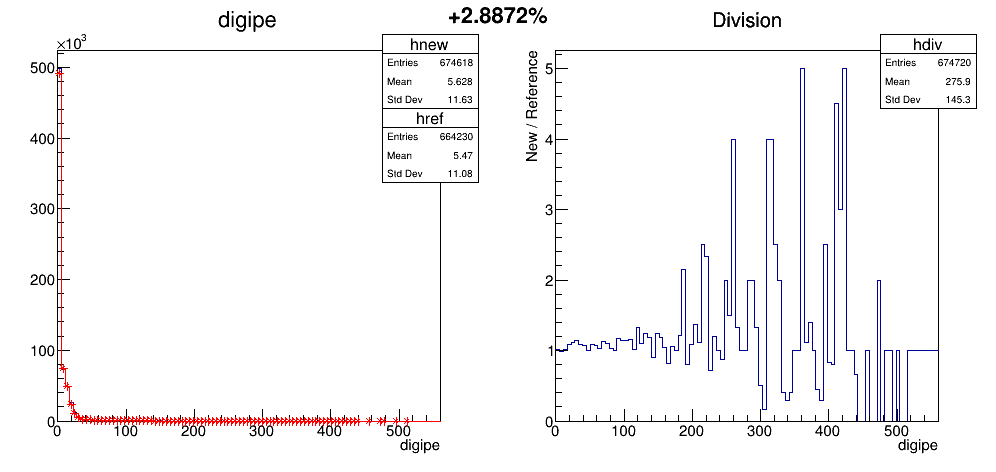 +2.8872%
digipe
×10³
500
400
300
200
100
0
0 100 200 300 400 500
digipe
hnew
Entries 674618
Mean 5.628
Std Dev 11.63
href
Entries 664230
Mean 5.47
Std Dev 11.08
Division
New / Reference
5
4
3
2
1
0
0 100 200 300 400 500
digipe
hdiv
Entries 674720
Mean 275.9
Std Dev 145.3